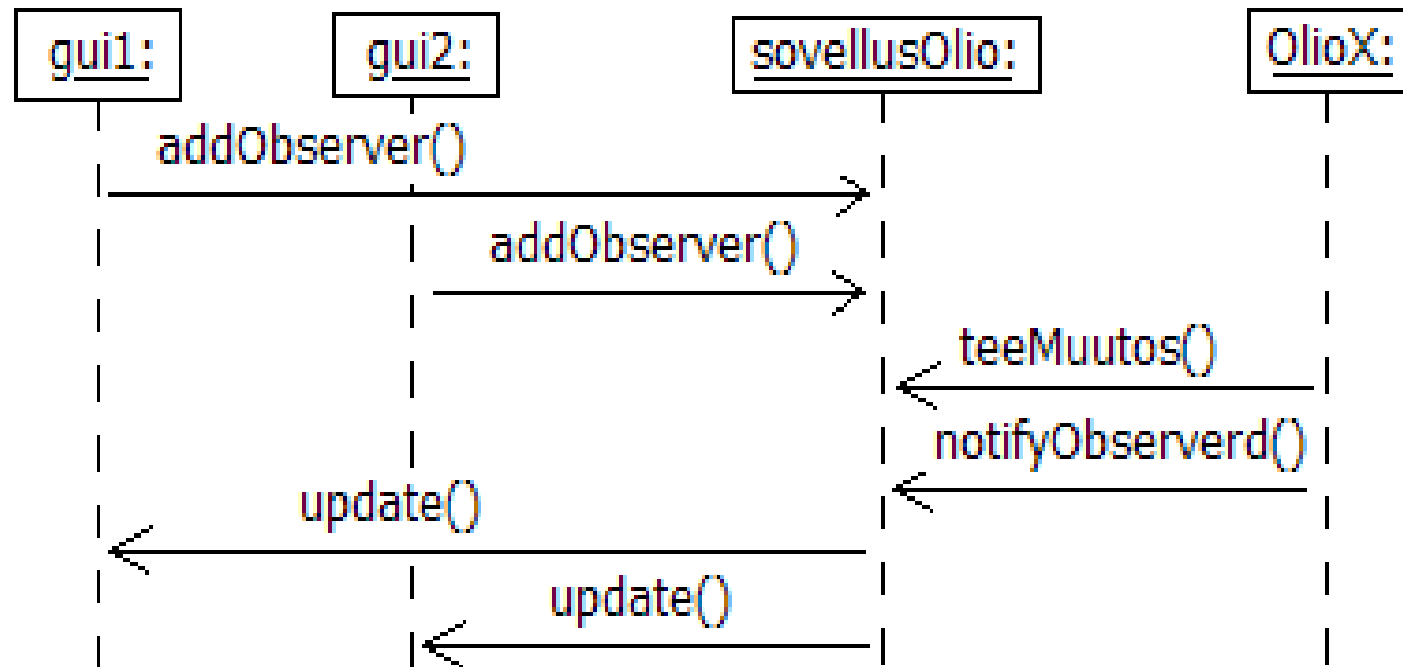 gui1:
gui2:
sovellusOlio:
OlioX:
addObserver()
addObserver()
teeMuutos()
notifyObserverd()
update()
update()